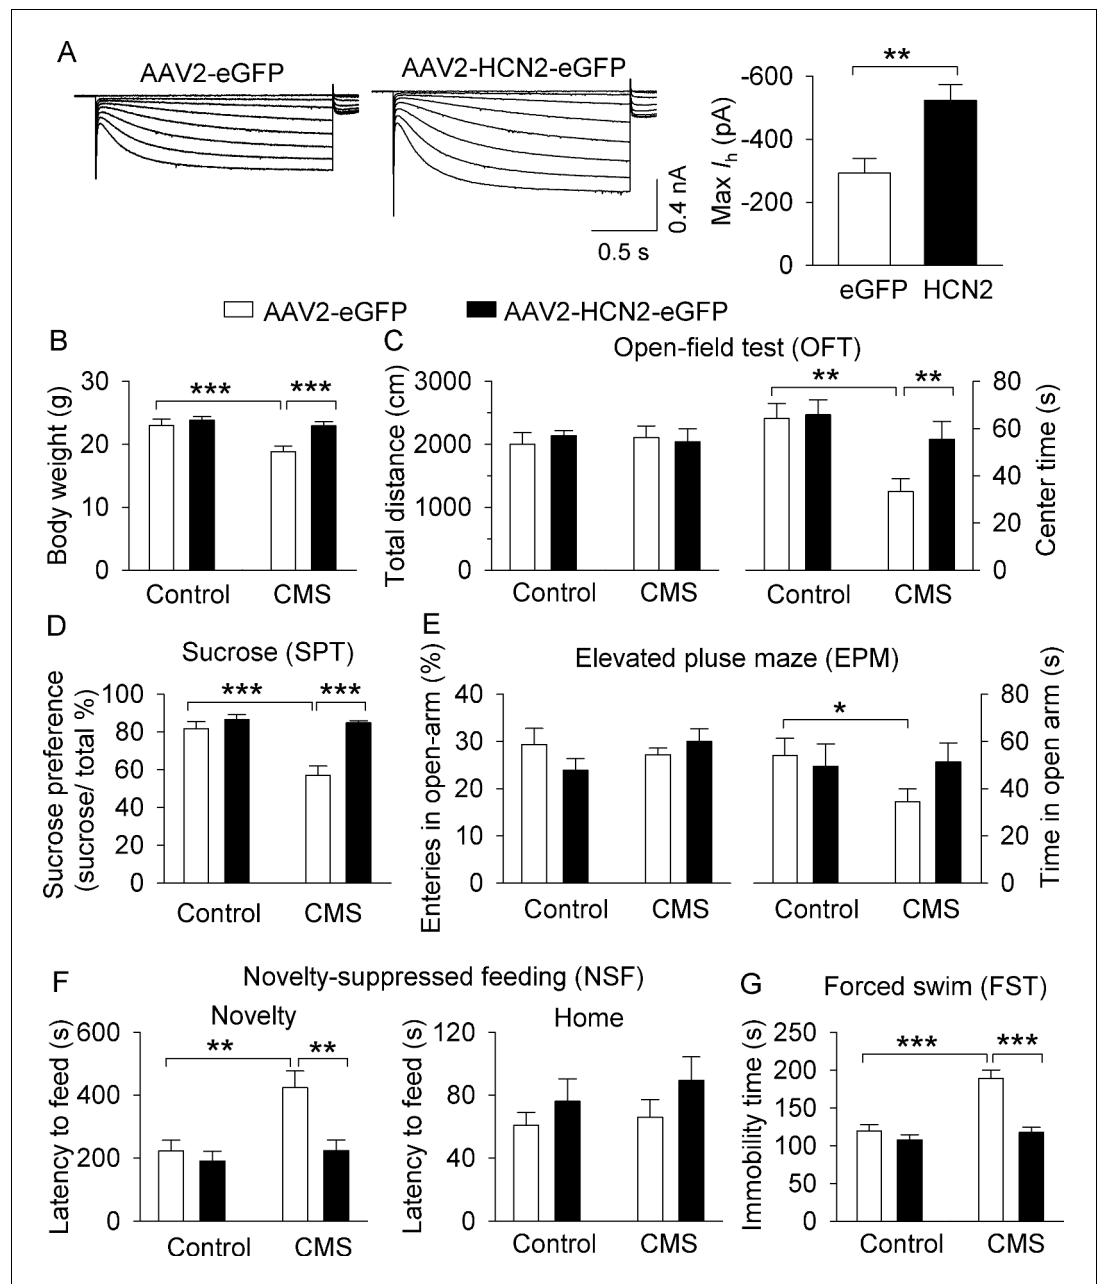 A
AAV2-eGFP
AAV2-HCN2-eGFP
0.4 nA
0.5 s
**
Max Ih (pA)
-600
-400
-200
0
eGFP HCN2
AAV2-eGFP AAV2-HCN2-eGFP
B
Body weight (g)
30
20
10
0
*** ***
Control CMS
C
Open-field test (OFT)
Total distance (cm)
3000
2000
1000
0
Control CMS
** **
80
60
40
20
0
Center time (s)
Control CMS
D
Sucrose (SPT)
Sucrose preference
(sucrose/ total %)
100
80
60
40
20
0
*** ***
Control CMS
E
Elevated pluse maze (EPM)
Enteries in open-arm (%)
40
30
20
10
0
Control CMS
*
80
60
40
20
0
Time in open arm (s)
Control CMS
F
Novelty-suppressed feeding (NSF)
Novelty
Latency to feed (s)
600
400
200
0
** **
Control CMS
Home
Latency to feed (s)
120
80
40
0
Control CMS
G
Forced swim (FST)
Immobility time (s)
250
200
150
100
50
0
*** ***
Control CMS